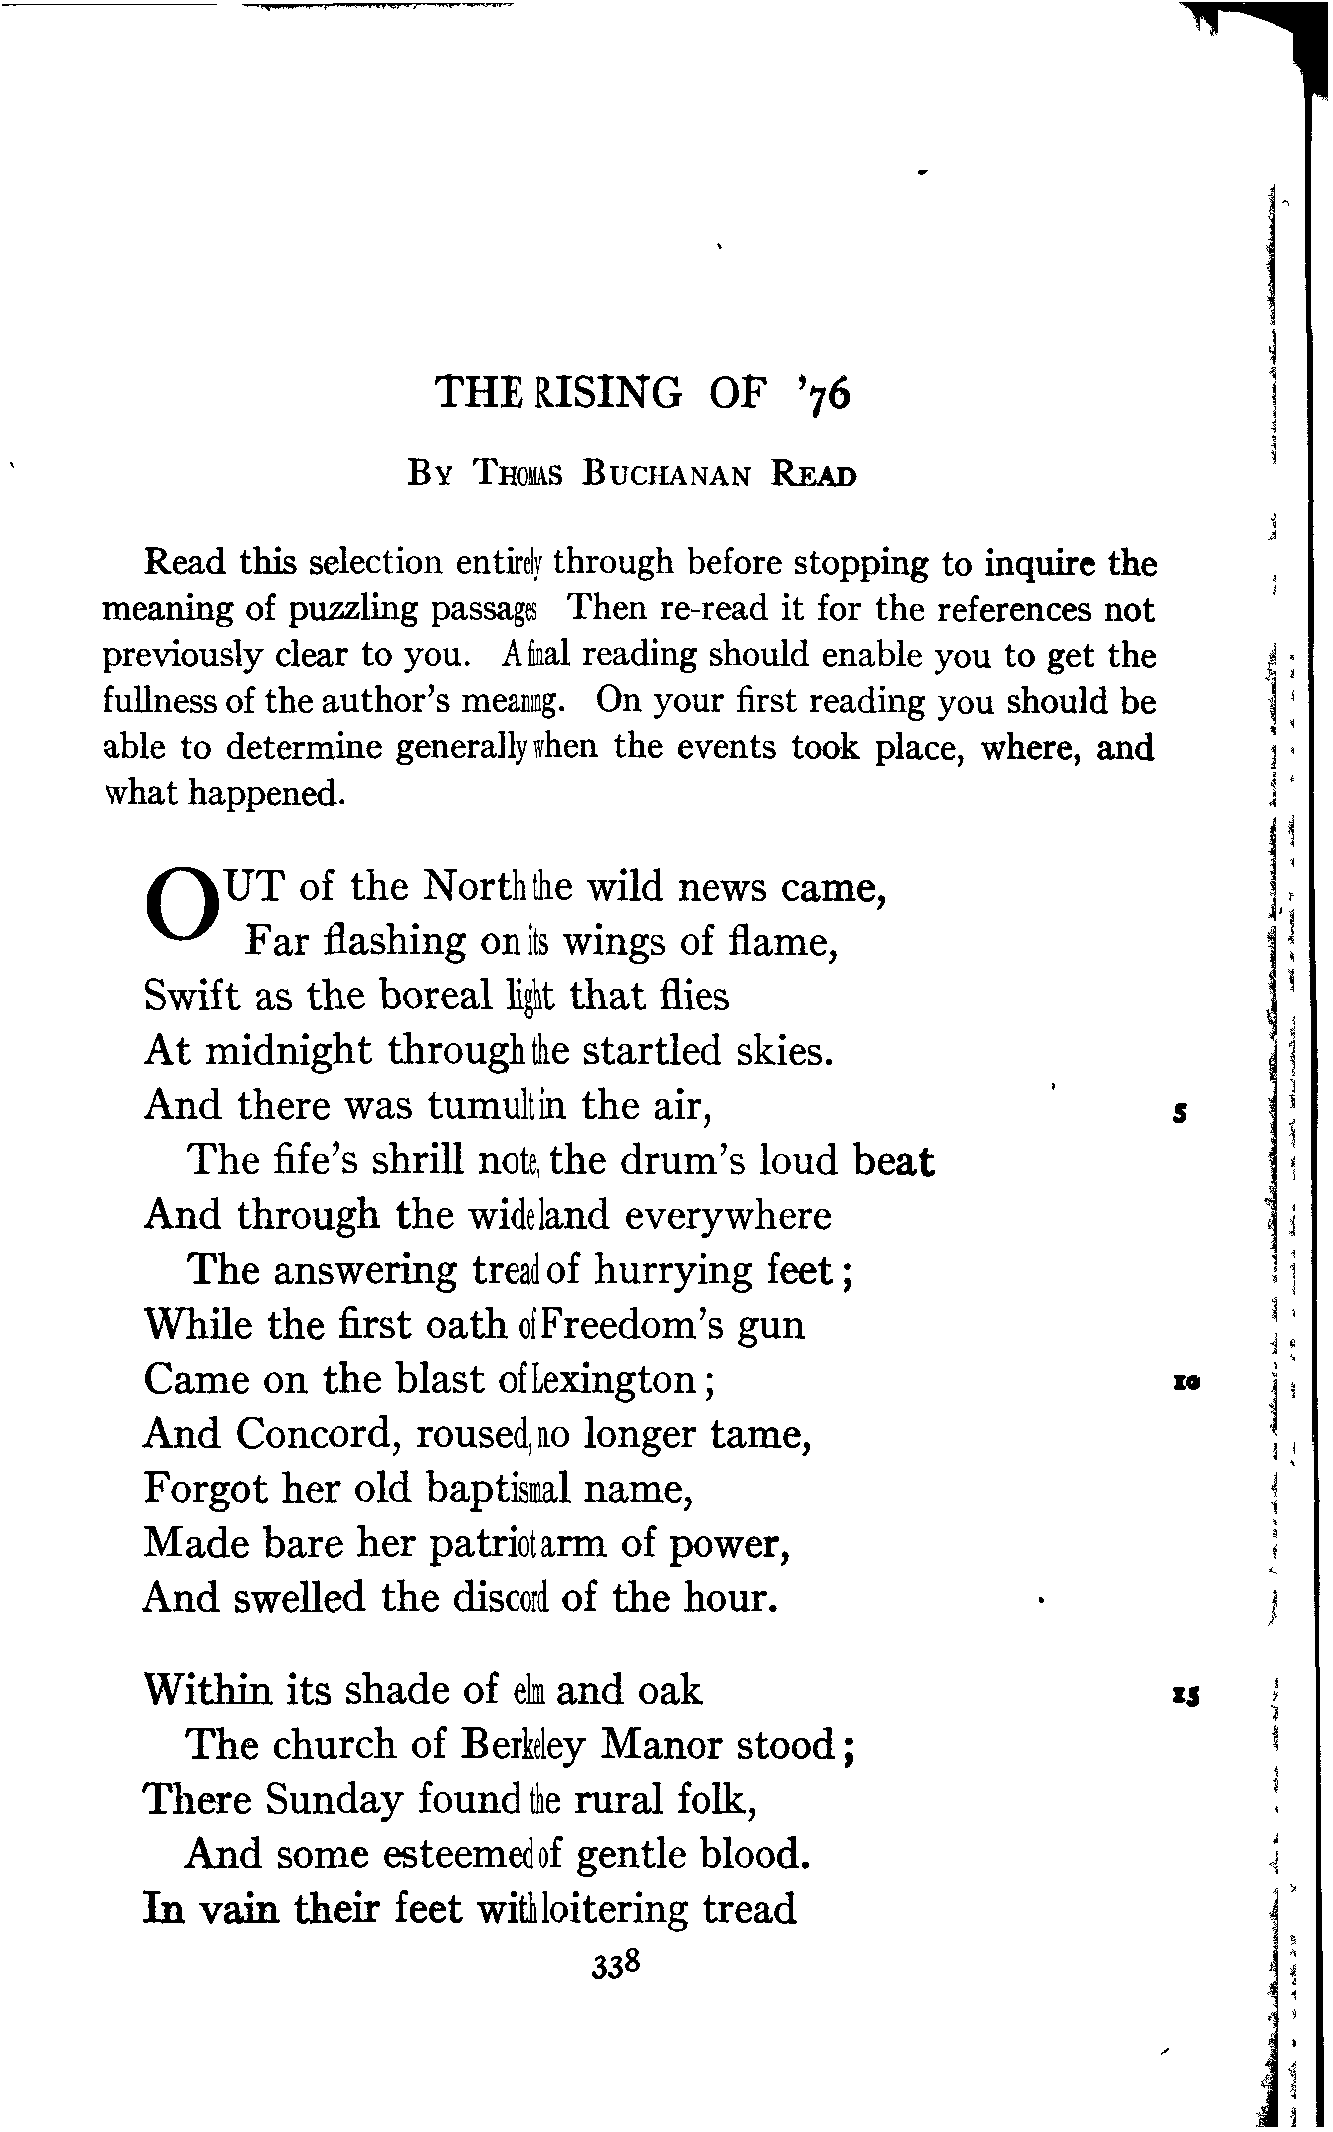 THE RISING OF ’76
By Thomas Buchanan Read
Read this selection entirely through before stopping to inquire the
meaning of puzzling passages Then re-read it for the references not
previously clear to you. A final reading should enable you to get the
fullness of the author’s meaning. On your first reading you should be
able to determine generally when the events took place, where, and
what happened.
OUT of the North the wild news came,
Far flashing on its wings of flame,
Swift as the boreal light that flies
At midnight through the startled skies.
And there was tumult in the air, 5
The fife’s shrill note, the drum’s loud beat
And through the wide land everywhere
The answering tread of hurrying feet;
While the first oath of Freedom’s gun
Came on the blast of Lexington; 10
And Concord, roused, no longer tame,
Forgot her old baptismal name,
Made bare her patriot arm of power,
And swelled the discord of the hour.
Within its shade of elm and oak 15
The church of Berkeley Manor stood;
There Sunday found the rural folk,
And some esteemed of gentle blood.
In vain their feet with loitering tread
338